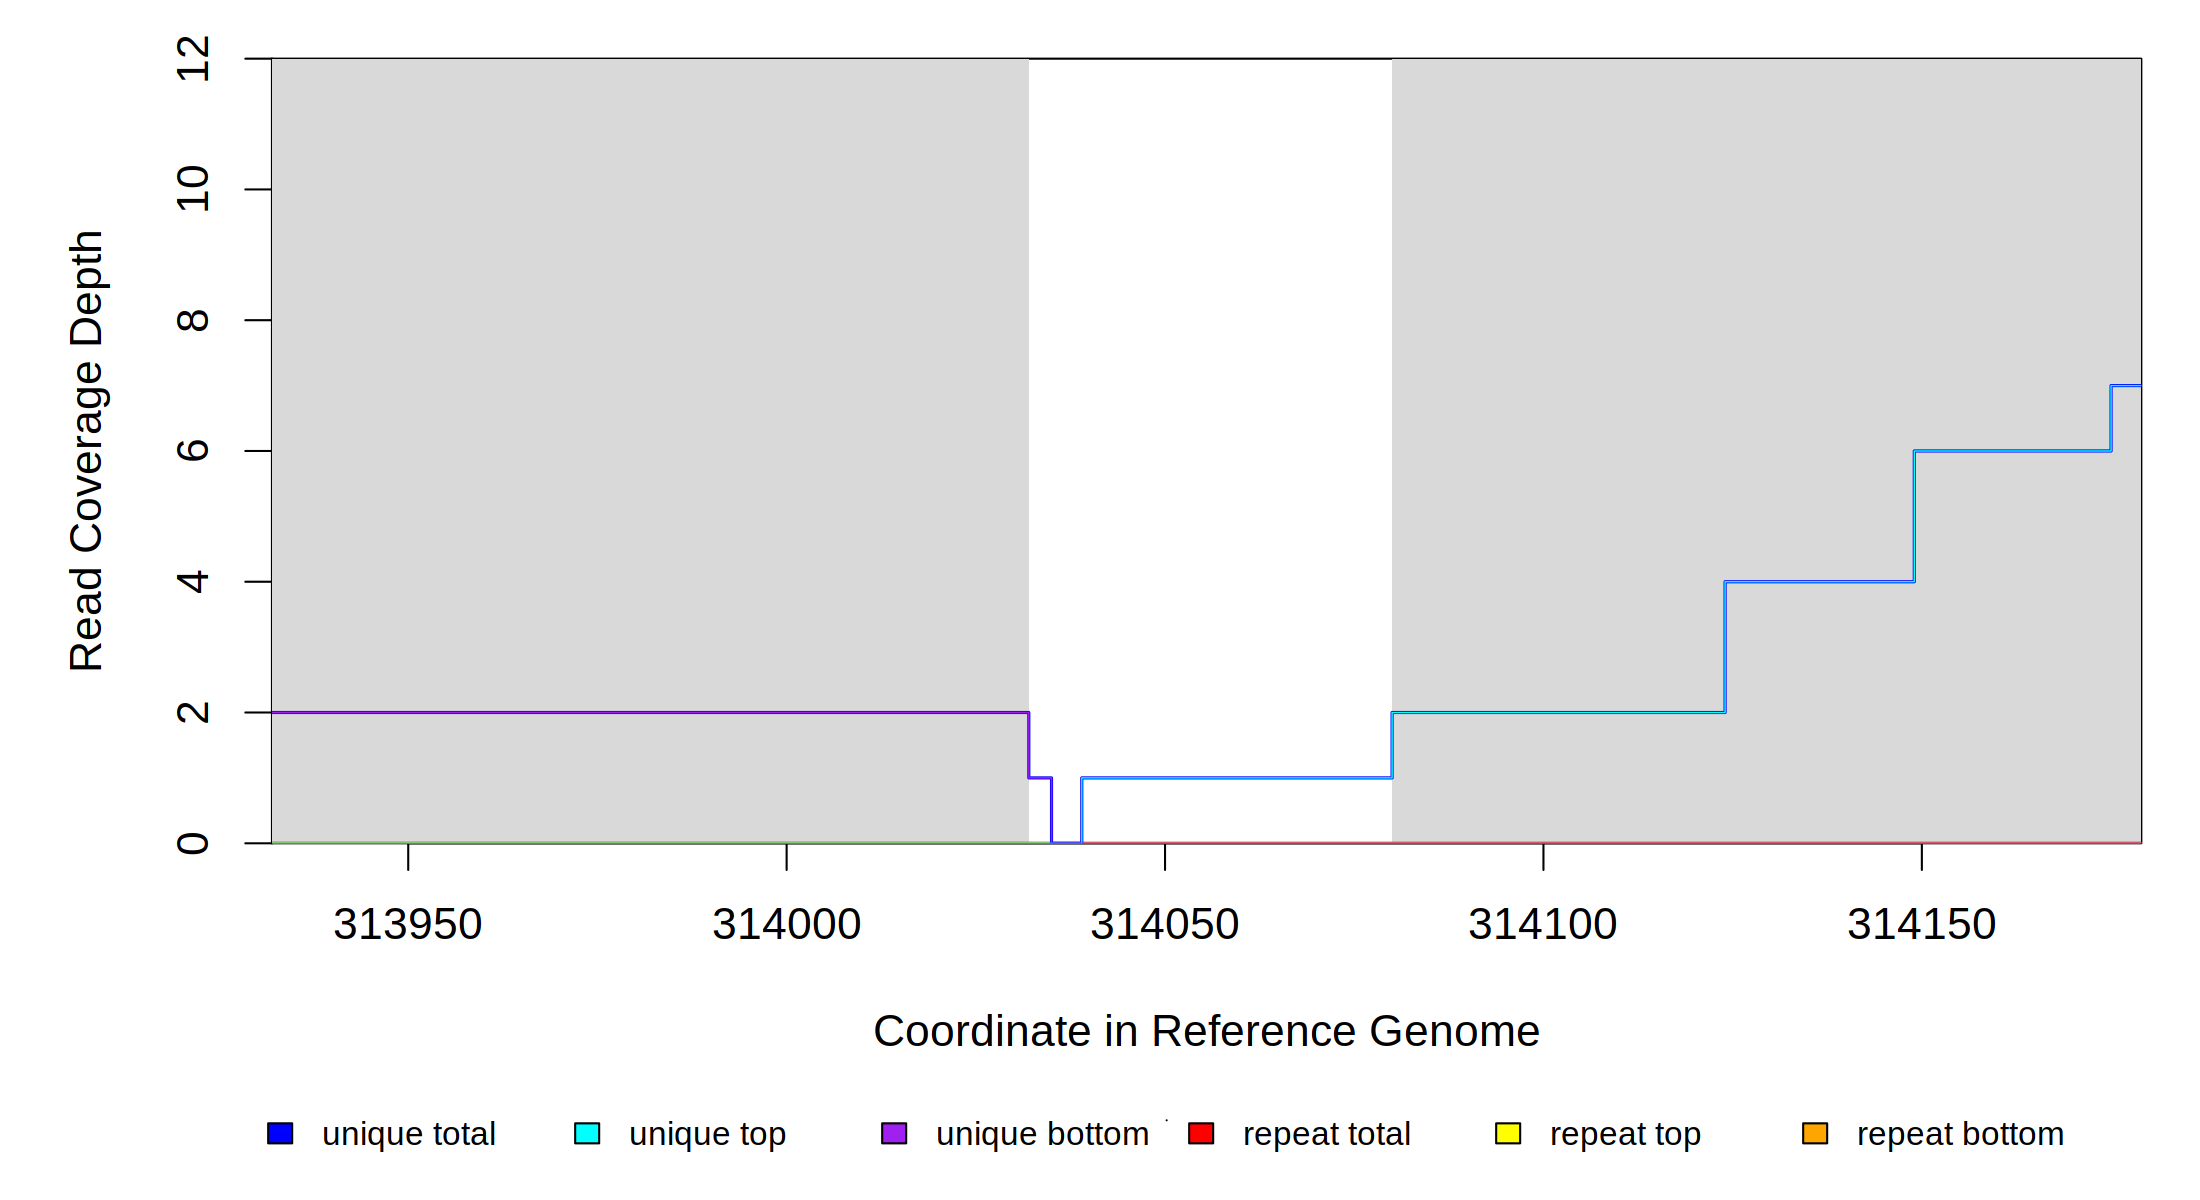 12
10
8
6
4
2
0
Read Coverage Depth
313950 314000 314050 314100 314150
Coordinate in Reference Genome
unique total unique top unique bottom repeat total repeat top repeat bottom